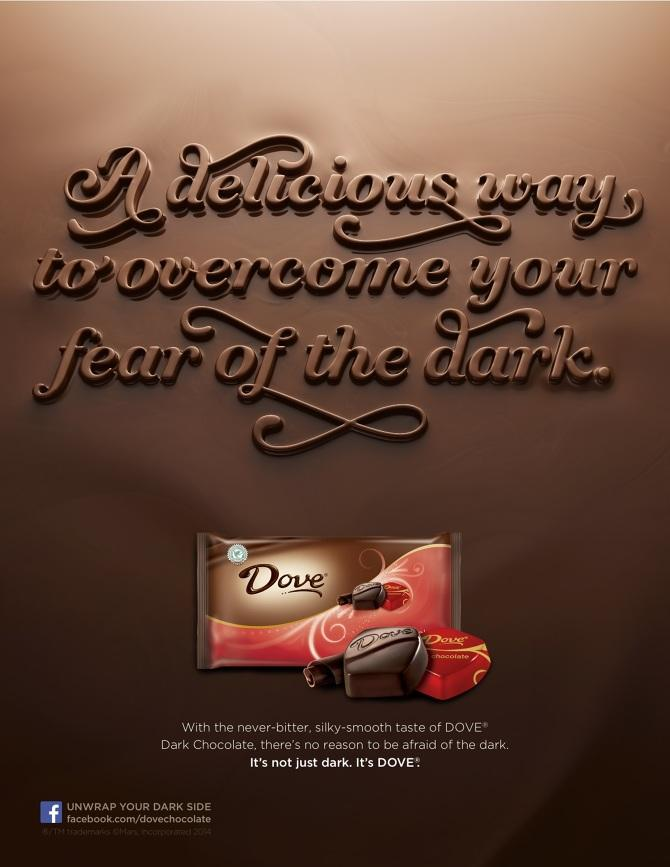 A delicious way
to overcome your
fear of the dark.
Dove®
Dove
Dove
Dove®
chocolate
With the never-bitter, silky-smooth taste of DOVE®
Dark Chocolate, there's no reason to be afraid of the dark.
It's not just dark. It's DOVE®.
UNWRAP YOUR DARK SIDE
facebook.com/dovechocolate
®/TM trademarks ©Mars, Incorporated 2014